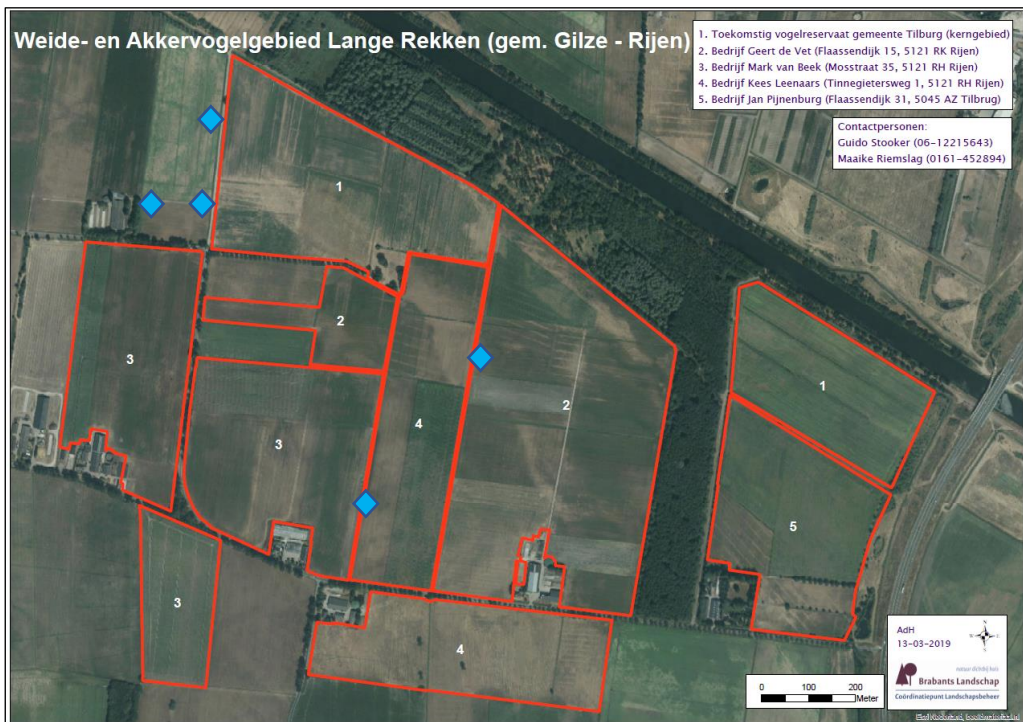 Weide- en Akkervogelgebied Lange Rekken (gem. Gilze - Rijen)
1. Toekomstig vogelreservaat gemeente Tilburg (kerngebied)
2. Bedrijf Geert de Vet (Flaassendijk 15, 5121 RK Rijen)
3. Bedrijf Mark van Beek (Mosstraat 35, 5121 RH Rijen)
4. Bedrijf Kees Leenaars (Tinnegietersweg 1, 5121 RH Rijen)
5. Bedrijf Jan Pijnenburg (Flaassendijk 31, 5045 AZ Tilbrug)
Contactpersonen:
Guido Stooker (06-12215643)
Maaike Riemslag (0161-452894)
1
2
3
4
2
1
3
5
3
4
AdH
13-03-2019
Brabants Landschap
Coördinatiepunt Landschapsbeheer
0 100 200
Meter